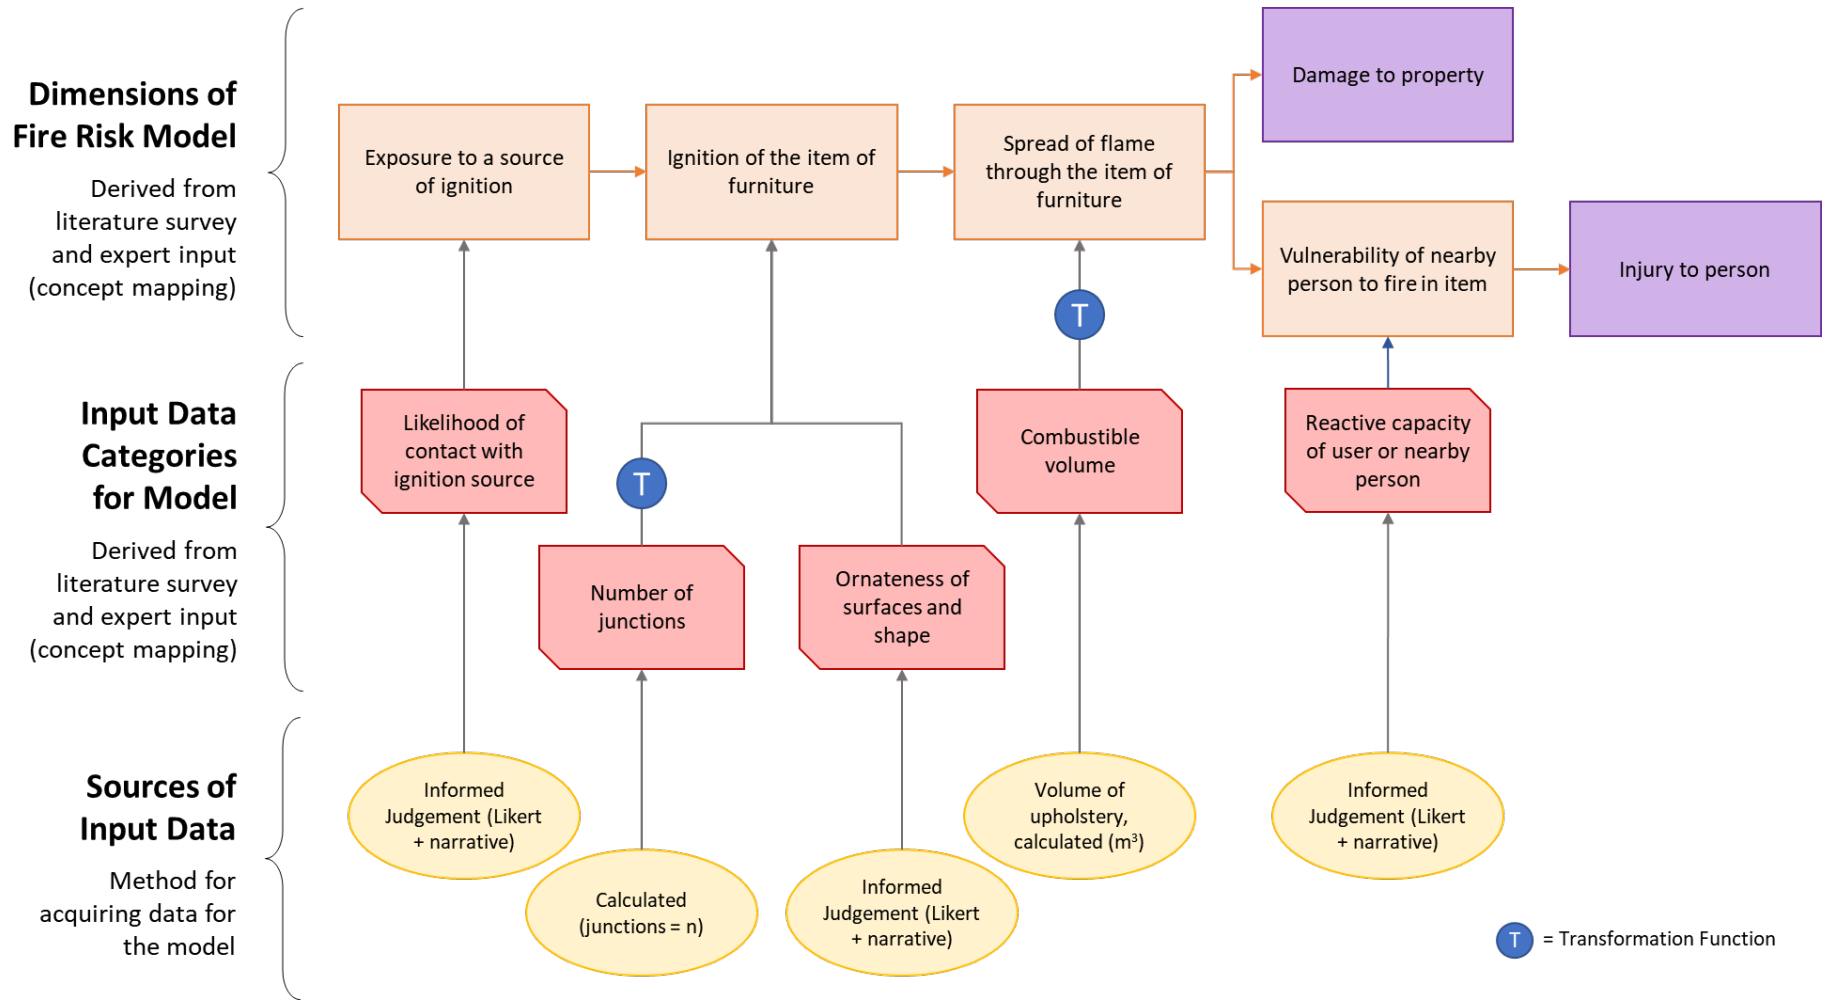 Dimensions of
Fire Risk Model
Derived from
literature survey
and expert input
(concept mapping)
Exposure to a source
of ignition
Ignition of the item of
furniture
Spread of flame
through the item of
furniture
Damage to property
Vulnerability of nearby
person to fire in item
Injury to person
T
Input Data
Categories
for Model
Derived from
literature survey
and expert input
(concept mapping)
Likelihood of
contact with
ignition source
T
Number of
junctions
Ornateness of
surfaces and
shape
Combustible
volume
Reactive capacity
of user or nearby
person
Sources of
Input Data
Method for
acquiring data for
the model
Informed
Judgement (Likert
+ narrative)
Calculated
(junctions = n)
Informed
Judgement (Likert
+ narrative)
Volume of
upholstery,
calculated (m³)
Informed
Judgement (Likert
+ narrative)
T = Transformation Function